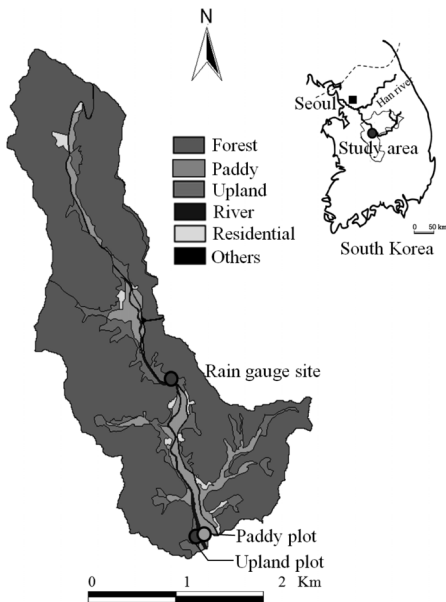 N
Seoul
Han river
Study area
0 50 km
South Korea
Forest
Paddy
Upland
River
Residential
Others
Rain gauge site
Paddy plot
Upland plot
0 1 2 Km